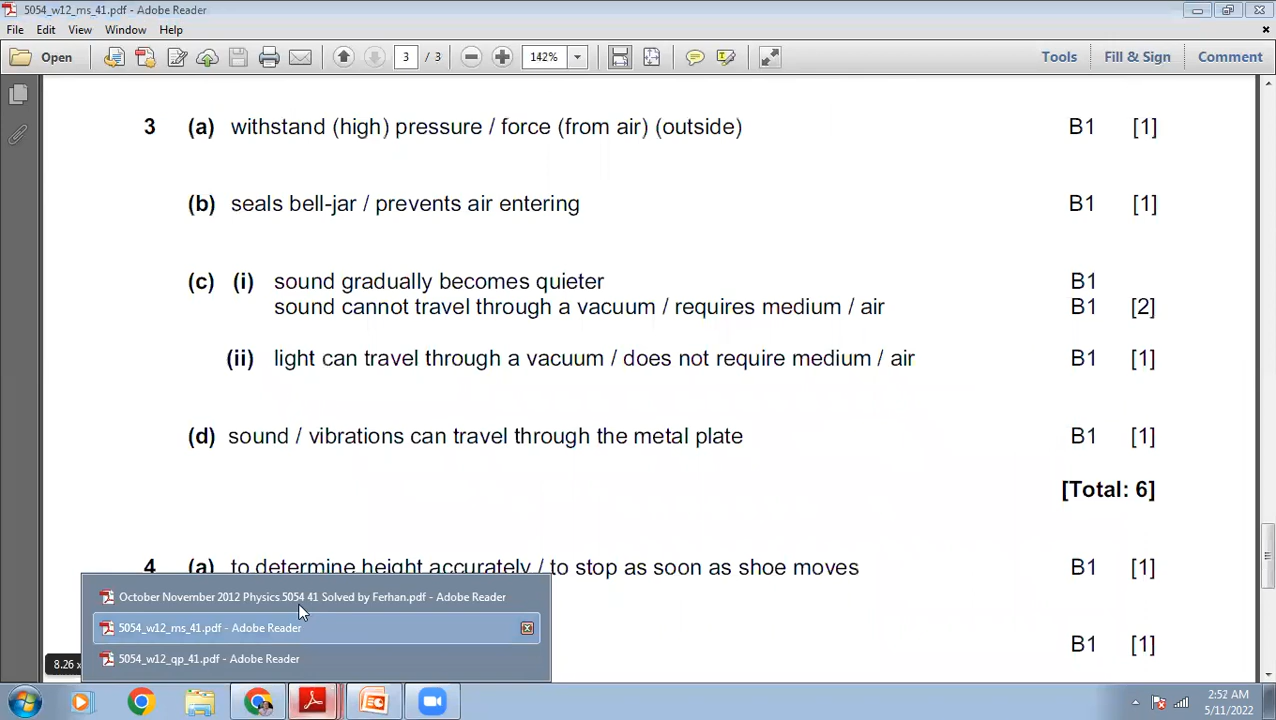 5054_w12_ms_41.pdf - Adobe Reader
File Edit View Window Help
Open 3 / 3 142% Tools Fill & Sign Comment
3 (a) withstand (high) pressure / force (from air) (outside) B1 [1]
(b) seals bell-jar / prevents air entering B1 [1]
(c) (i) sound gradually becomes quieter B1
sound cannot travel through a vacuum / requires medium / air B1 [2]
(ii) light can travel through a vacuum / does not require medium / air B1 [1]
(d) sound / vibrations can travel through the metal plate B1 [1]
[Total: 6]
4 (a) to determine height accurately / to stop as soon as shoe moves B1 [1]
October November 2012 Physics 5054 41 Solved by Ferhan.pdf - Adobe Reader
5054_w12_ms_41.pdf - Adobe Reader
B1 [1]
5054_w12_qp_41.pdf - Adobe Reader
8.26 x
2:52 AM
5/11/2022